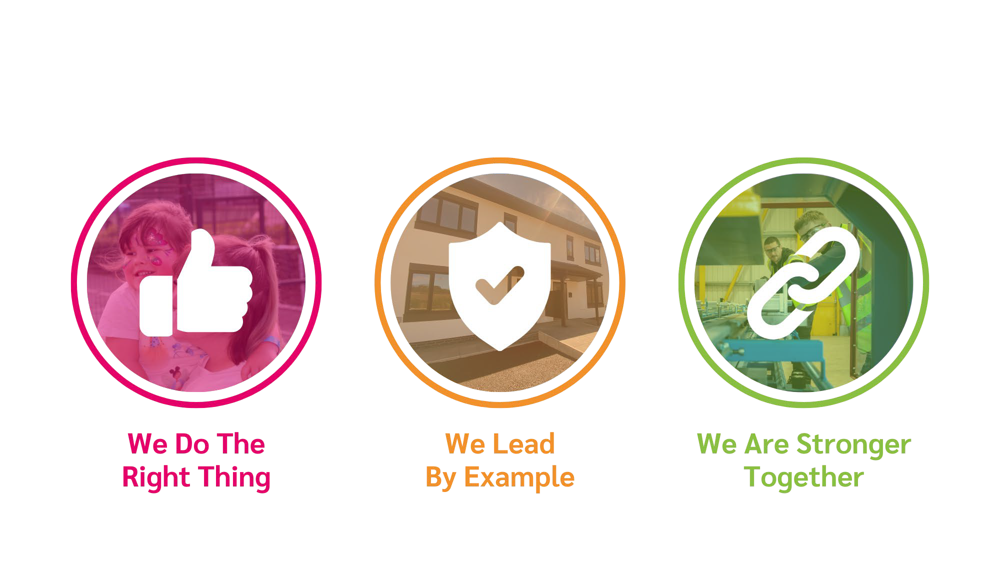 We Do The
Right Thing
We Lead
By Example
We Are Stronger
Together